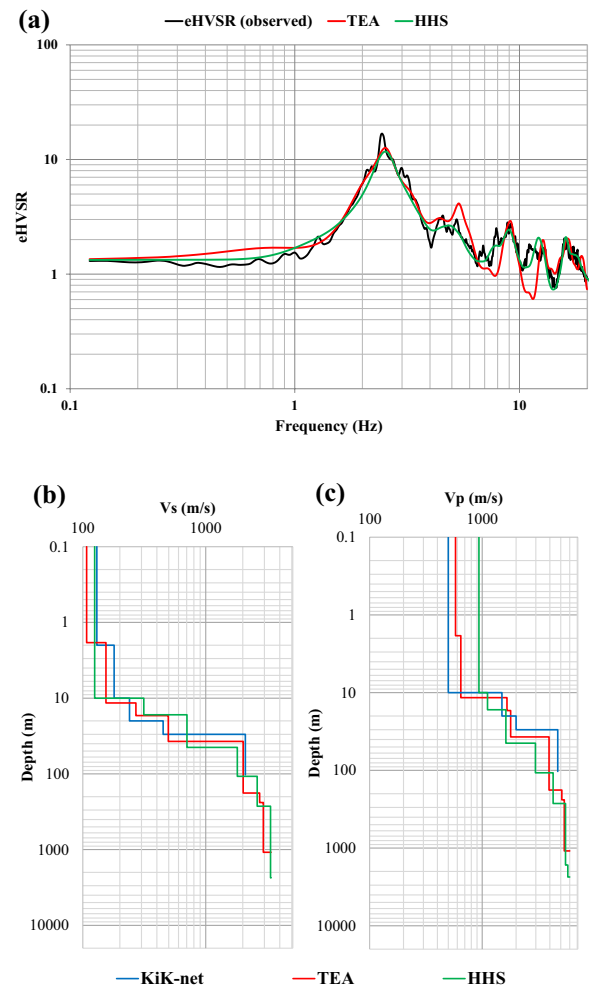 (a)
eHVSR (observed) TEA HHS
100
10
1
0.1
eHVSR
0.1 1 10
Frequency (Hz)
(b)
Vs (m/s)
100 1000
0.1
1
10
100
1000
10000
Depth (m)
(c)
Vp (m/s)
100 1000
0.1
1
10
100
1000
10000
Depth (m)
KiK-net TEA HHS